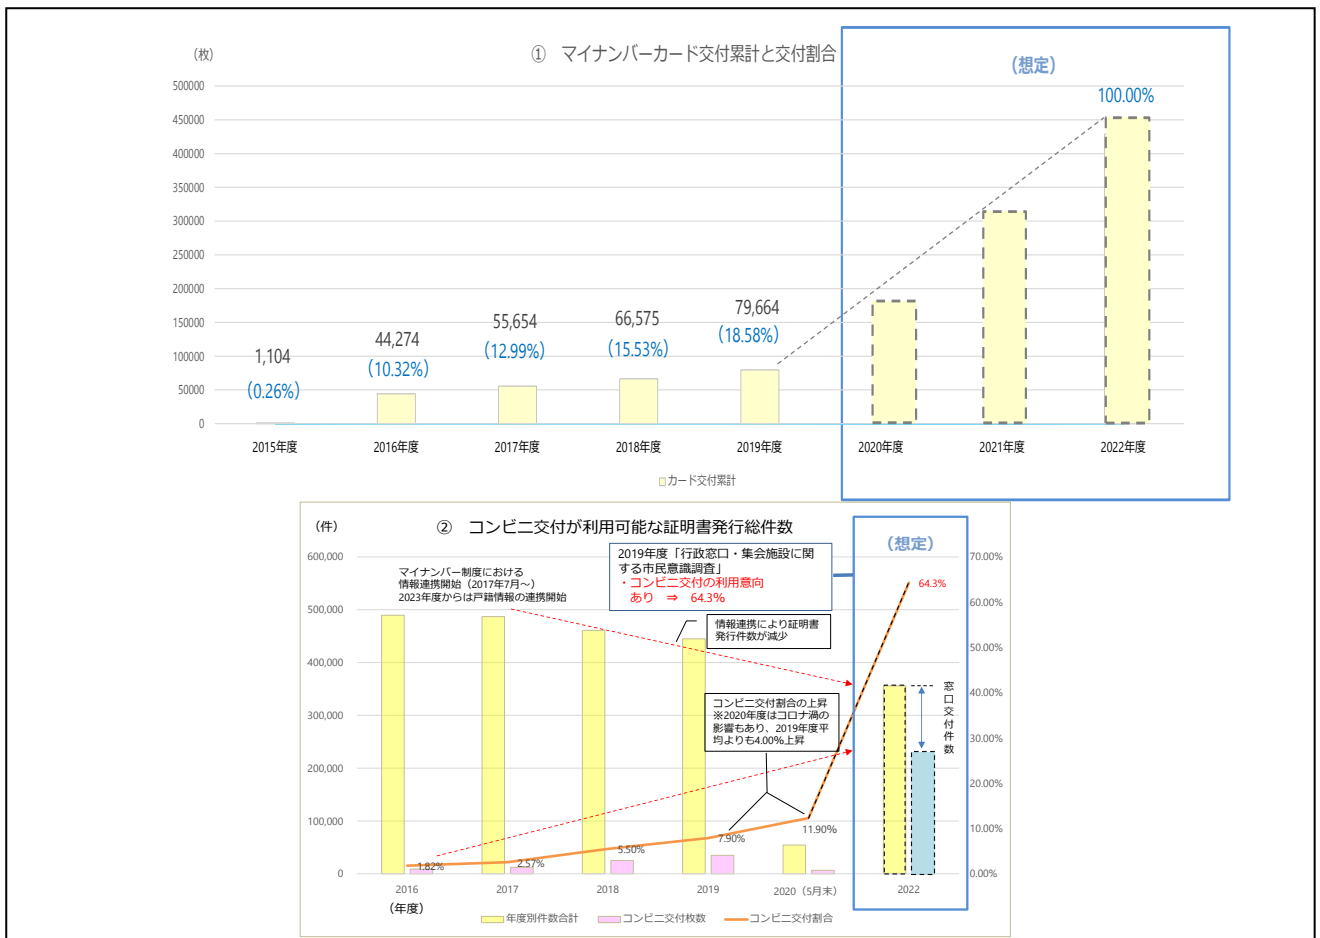 (枚)
① マイナンバーカード交付累計と交付割合
(想定)
500000
450000
400000
350000
300000
250000
200000
150000
100000
50000
0
1,104
(0.26%)
44,274
(10.32%)
55,654
(12.99%)
66,575
(15.53%)
79,664
(18.58%)
100.00%
2015年度
2016年度
2017年度
2018年度
2019年度
2020年度
2021年度
2022年度
カード交付累計
(件)
② コンビニ交付が利用可能な証明書発行総件数
(想定)
600,000
500,000
400,000
300,000
200,000
100,000
0
70.00%
60.00%
50.00%
40.00%
30.00%
20.00%
10.00%
0.00%
マイナンバー制度における
情報連携開始(2017年7月~)
2023年度からは戸籍情報の連携開始
2019年度「行政窓口・集会施設に関
する市民意識調査」
・コンビニ交付の利用意向
あり ⇒ 64.3%
情報連携により証明書
発行件数が減少
コンビニ交付割合の上昇
※2020年度はコロナ渦の
影響もあり、2019年度平
均よりも4.00%上昇
64.3%
窓口交付件数
1.82%
2.57%
5.50%
7.90%
11.90%
2016
2017
2018
2019
2020(5月末)
2022
(年度)
年度別件数合計
コンビニ交付枚数
コンビニ交付割合